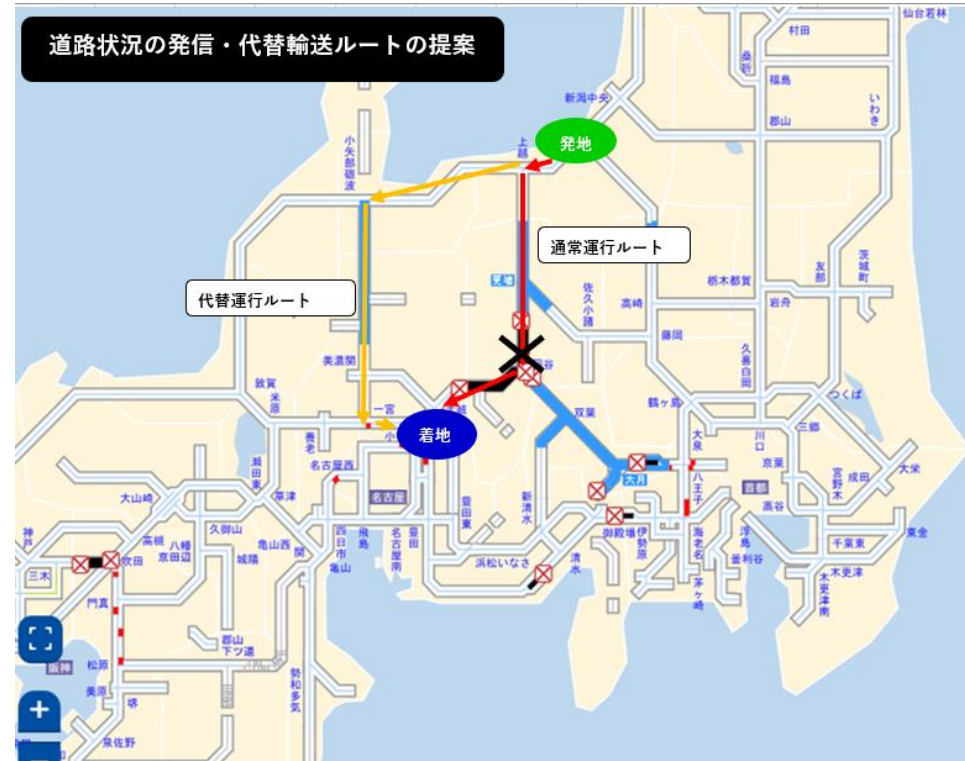 道路状況の発信・代替輸送ルートの提案
仙台若林
村田
桑折
福島
新潟中央
いわき
郡山
小矢部砺波
上越
発地
通常運行ルート
更埴
佐久小諸
高崎
栃木都賀
岩舟
友部
茨城町
代替運行ルート
藤岡
久喜白岡
美濃関
敦賀
米原
一宮
小
着地
双葉
鶴ヶ島
つくば
養老
大泉
川口
三郷
名古屋西
大月
八王子
京葉
宮野木
成田
大栄
瀬田東
草津
大山崎
名古屋
豊田東
新清水
首都
高谷
神戸
高槻
八幡京田辺
久御山
城陽
亀山西
関
四日市
亀山
飛島
名古屋南
豊田
浜松いなさ
清水
御殿場
伊勢原
海老名
浮島
釜利谷
千葉東
東金
吹田
三木
茅ヶ崎
木更津
木更津南
門真
郡山下ツ道
阪神
松原
美原
堺
勢和多気
泉佐野